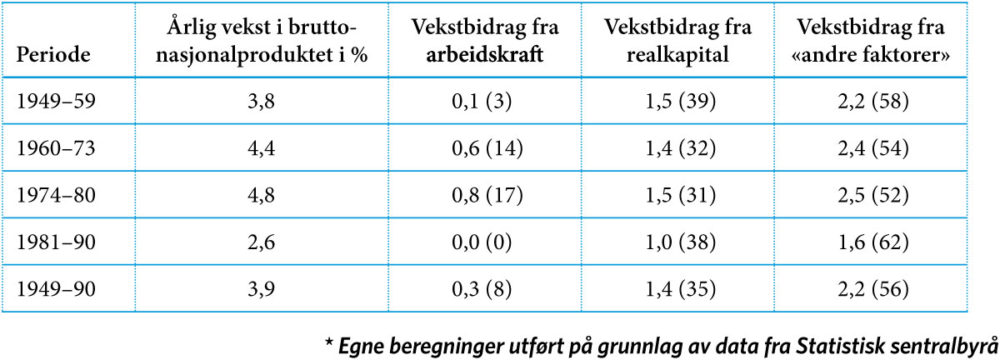 Periode
Årlig vekst i brutto-
nasjonalproduktet i %
Vekstbidrag fra
arbeidskraft
Vekstbidrag fra
realkapital
Vekstbidrag fra
«andre faktorer»
1949–59 3,8 0,1 (3) 1,5 (39) 2,2 (58)
1960–73 4,4 0,6 (14) 1,4 (32) 2,4 (54)
1974–80 4,8 0,8 (17) 1,5 (31) 2,5 (52)
1981–90 2,6 0,0 (0) 1,0 (38) 1,6 (62)
1949–90 3,9 0,3 (8) 1,4 (35) 2,2 (56)
* Egne beregninger utført på grunnlag av data fra Statistisk sentralbyrå